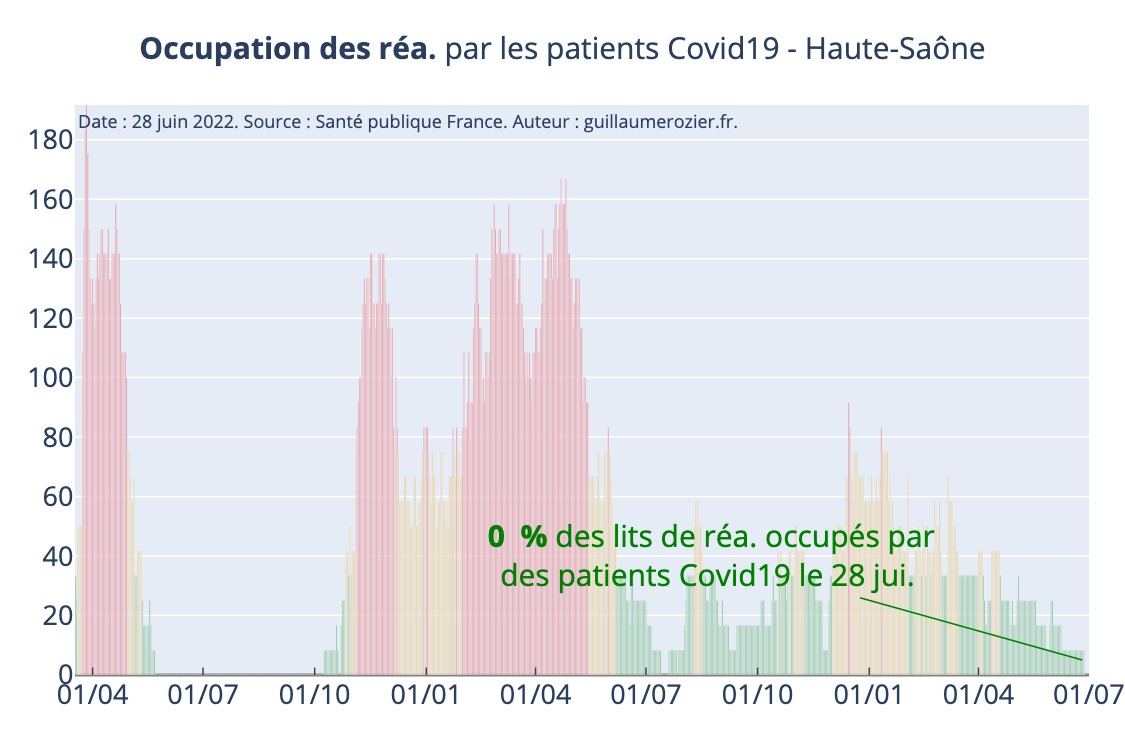 Occupation des réa. par les patients Covid19 - Haute-Saône
Date : 28 juin 2022. Source : Santé publique France. Auteur : guillaumerozier.fr.
180
160
140
120
100
80
60
40
20
0
0 % des lits de réa. occupés par
des patients Covid19 le 28 jui.
01/04 01/07 01/10 01/01 01/04 01/07 01/10 01/01 01/04 01/07